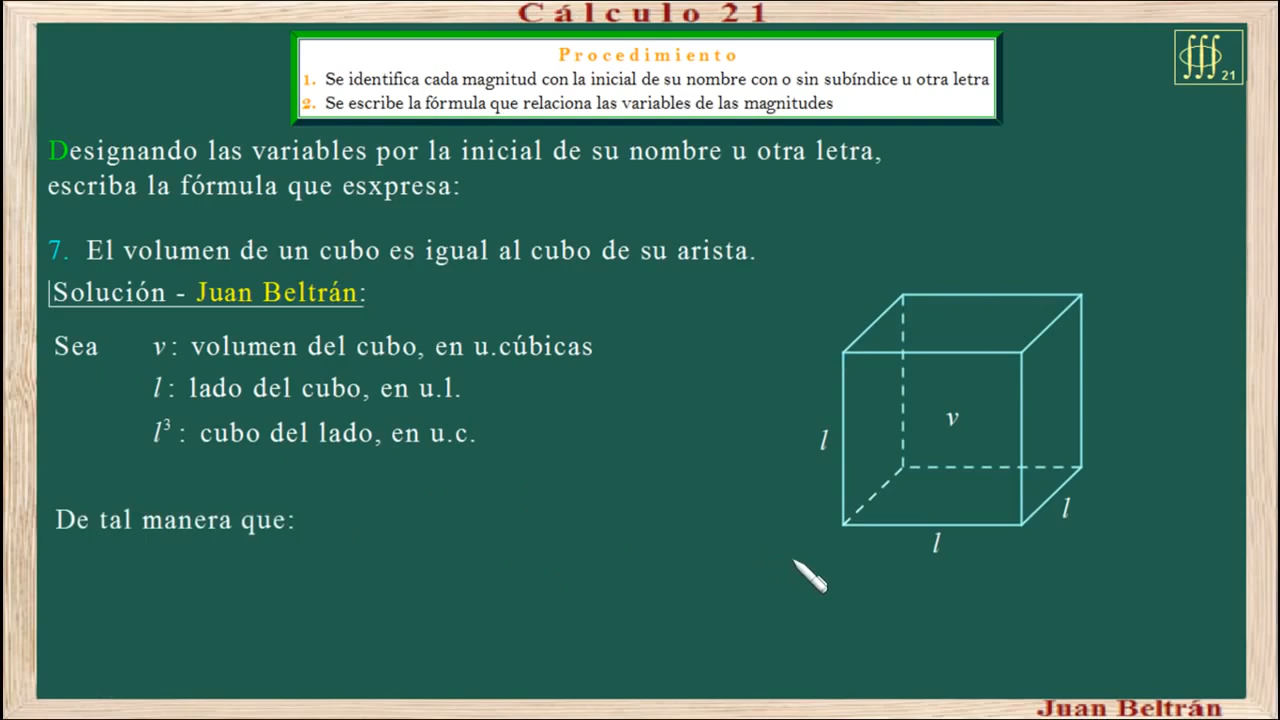 Cálculo 21
Procedimiento
1. Se identifica cada magnitud con la inicial de su nombre con o sin subíndice u otra letra
2. Se escribe la fórmula que relaciona las variables de las magnitudes
∫∫∫ 21
Designando las variables por la inicial de su nombre u otra letra,
escriba la fórmula que esxpresa:
7. El volumen de un cubo es igual al cubo de su arista.
Solución - Juan Beltrán:
Sea v: volumen del cubo, en u.cúbicas
l: lado del cubo, en u.l.
l³: cubo del lado, en u.c.
De tal manera que:
v
l
l
l
Juan Beltrán